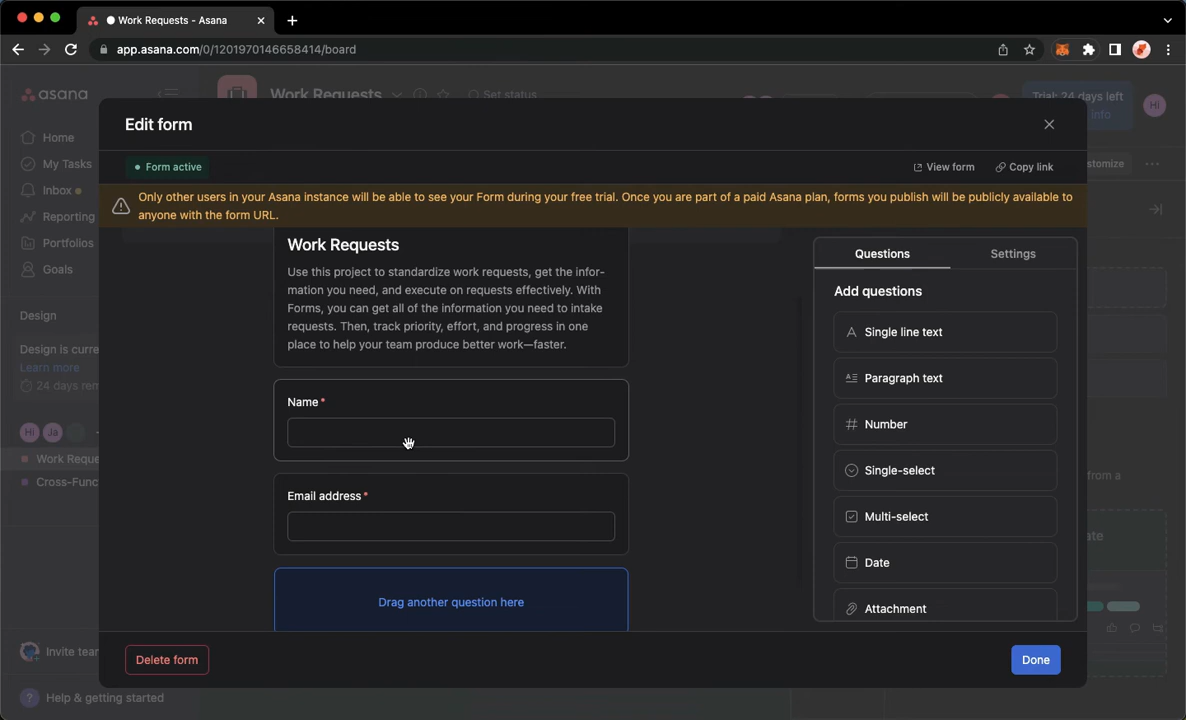 Work Requests - Asana
app.asana.com/0/1201970146658414/board
asana
Work Requests
Set status
Trial: 24 days left
info
Hi
Home
My Tasks
Inbox
Reporting
Portfolios
Goals
Design
Design is curre
Learn more
24 days rem
Hi
Ja
Work Reque
Cross-Func
Invite tear
? Help & getting started
stomize
from a
ate
Edit form
Form active
View form
Copy link
Only other users in your Asana instance will be able to see your Form during your free trial. Once you are part of a paid Asana plan, forms you publish will be publicly available to
anyone with the form URL.
Work Requests
Use this project to standardize work requests, get the infor-
mation you need, and execute on requests effectively. With
Forms, you can get all of the information you need to intake
requests. Then, track priority, effort, and progress in one
place to help your team produce better work—faster.
Name *
Email address *
Drag another question here
Questions
Settings
Add questions
Single line text
Paragraph text
Number
Single-select
Multi-select
Date
Attachment
Delete form
Done